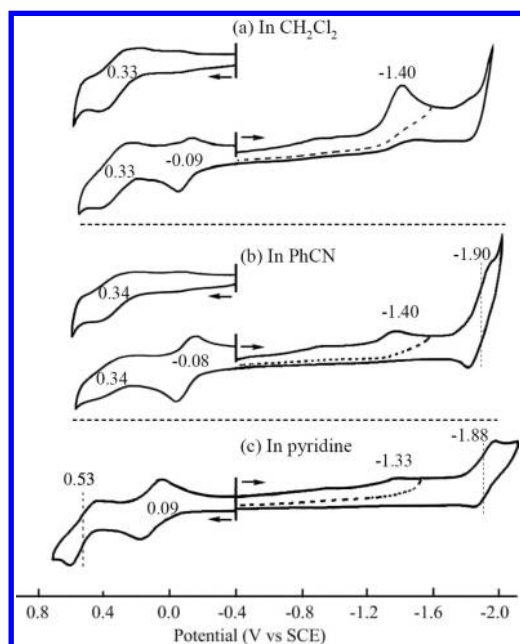 (a) In CH₂Cl₂
0.33
-1.40
0.33
-0.09
(b) In PhCN
-1.90
0.34
-1.40
0.34
-0.08
(c) In pyridine
-1.88
0.53
-1.33
0.09
0.8 0.4 0.0 -0.4 -0.8 -1.2 -1.6 -2.0
Potential (V vs SCE)